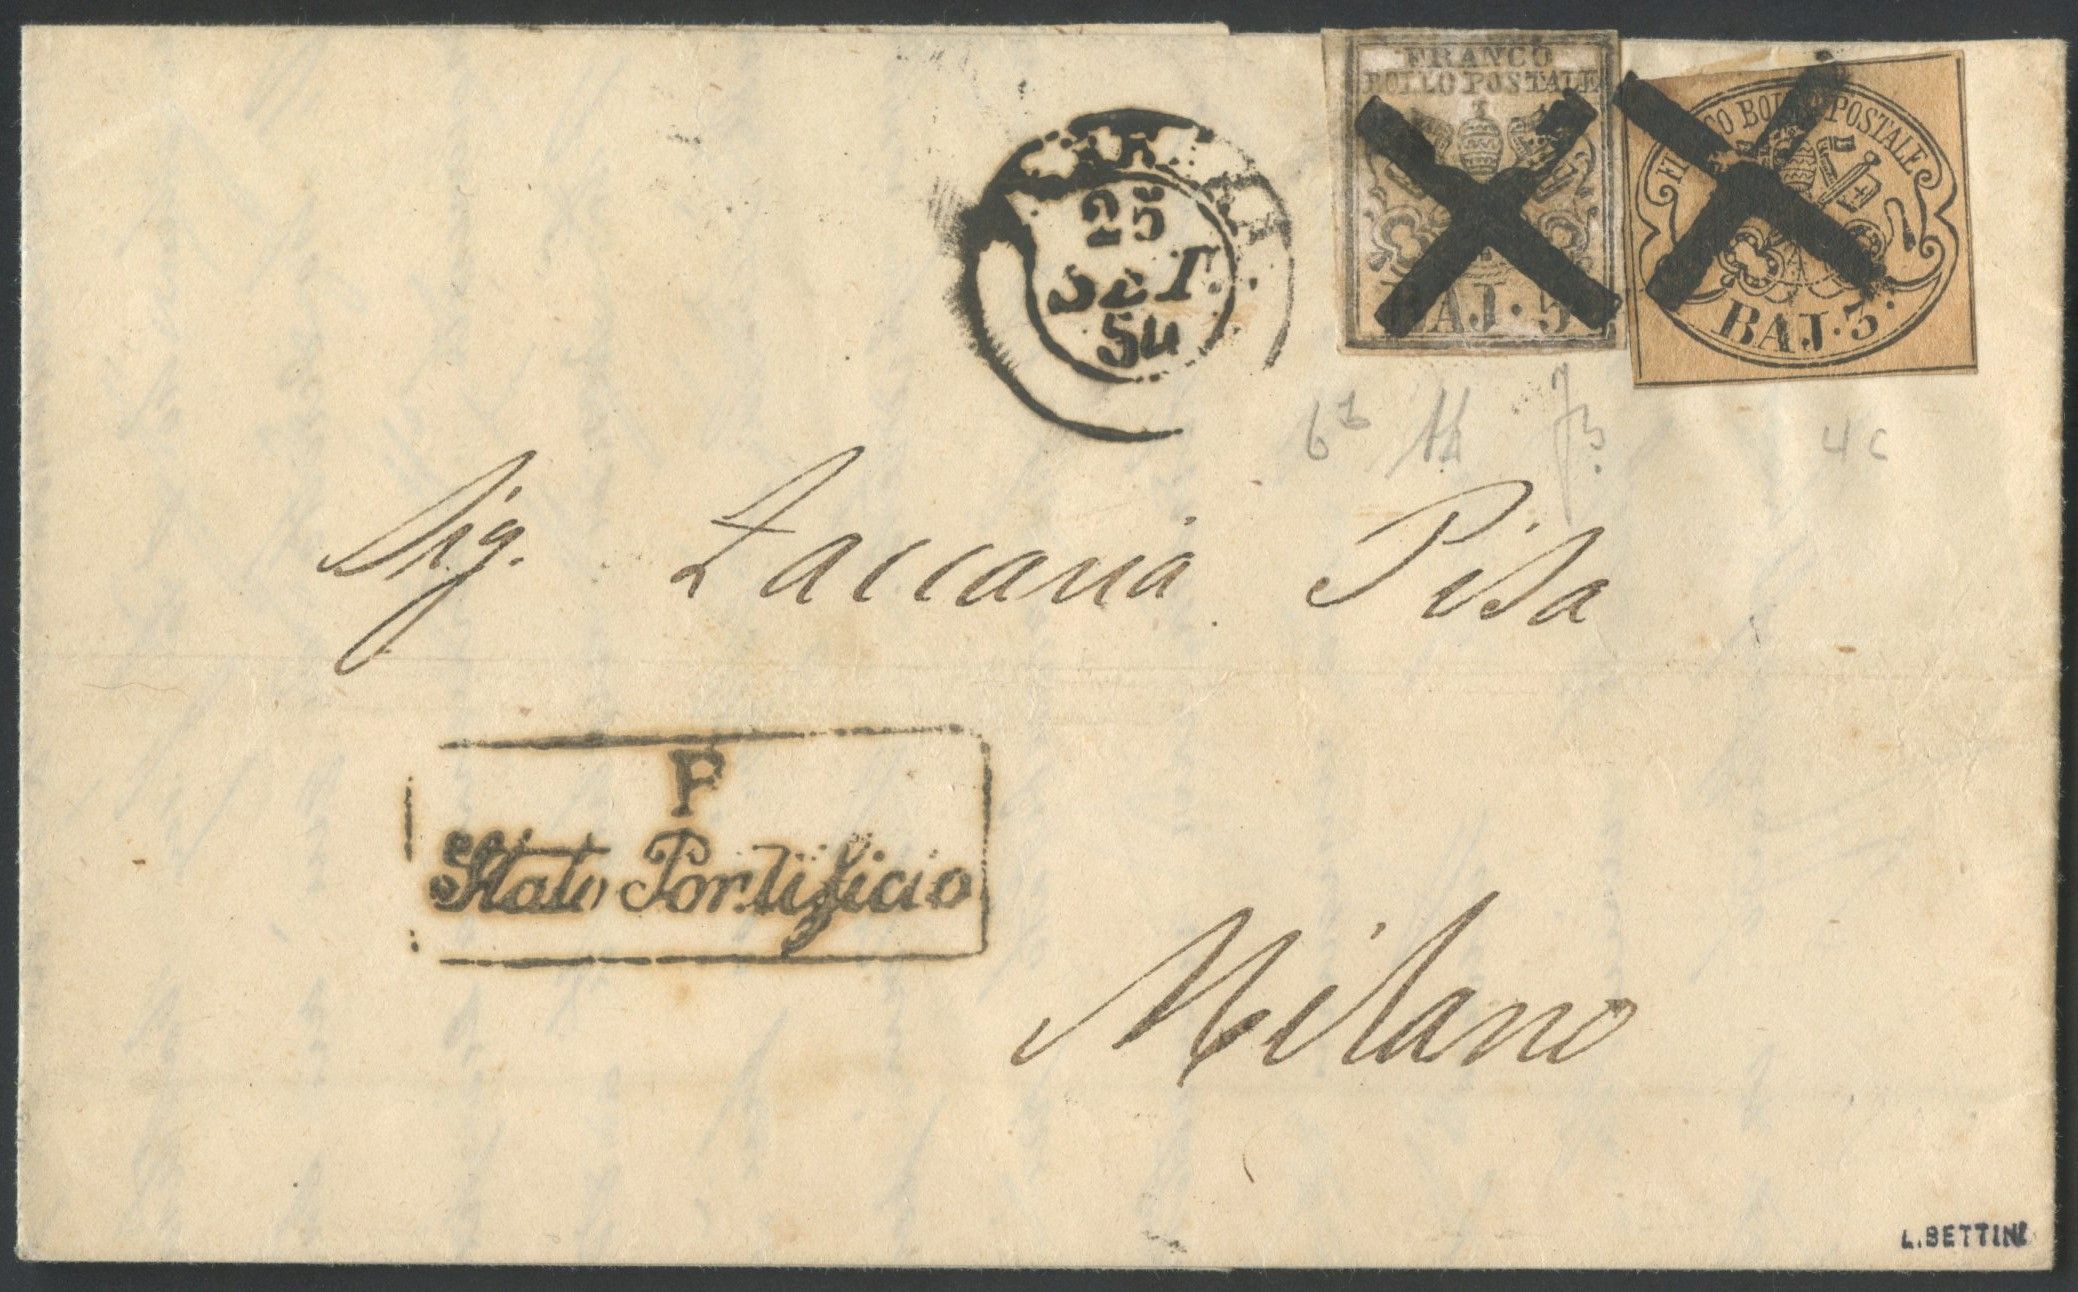 FRANCO
BOLLO POSTALE
BAJ. 5
FRANCO BOLLO POSTALE
BAJ. 3.
25
SET.
54
4c
Sig. Zaccaria Pisa
P
Stato Pontificio
Milano
L. BETTINI